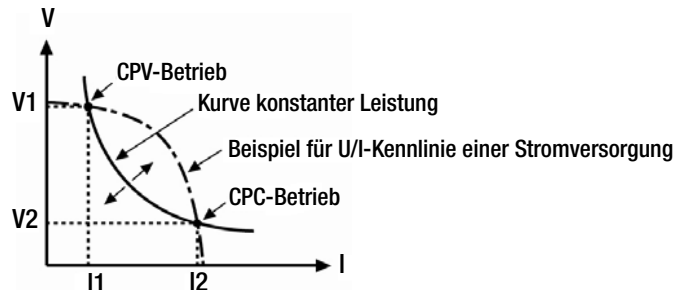 V
CPV-Betrieb
V1
Kurve konstanter Leistung
Beispiel für U/I-Kennlinie einer Stromversorgung
CPC-Betrieb
V2
I
I1
I2